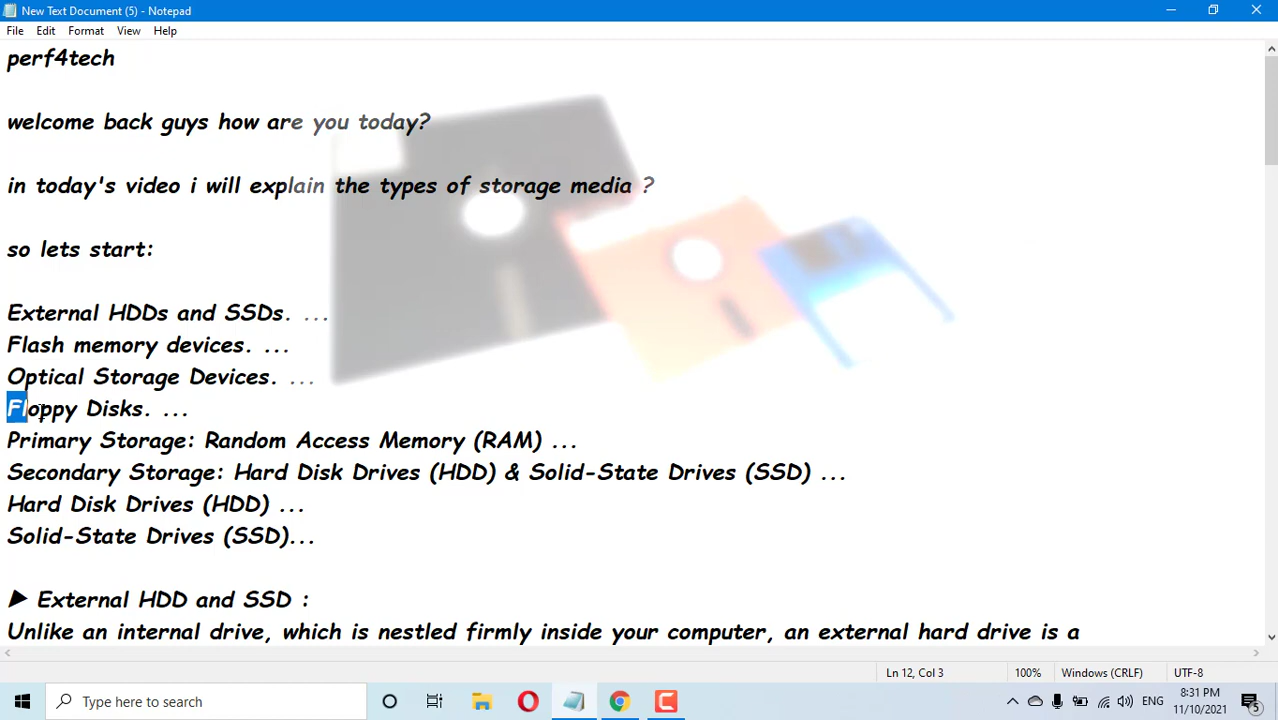 New Text Document (5) - Notepad
File Edit Format View Help
perf4tech
welcome back guys how are you today?
in today's video i will explain the types of storage media ?
so lets start:
External HDDs and SSDs. ...
Flash memory devices. ...
Optical Storage Devices. ...
Floppy Disks. ...
Primary Storage: Random Access Memory (RAM) ...
Secondary Storage: Hard Disk Drives (HDD) & Solid-State Drives (SSD) ...
Hard Disk Drives (HDD) ...
Solid-State Drives (SSD)...
► External HDD and SSD :
Unlike an internal drive, which is nestled firmly inside your computer, an external hard drive is a
Ln 12, Col 3 100% Windows (CRLF) UTF-8
Type here to search
ENG
8:31 PM
11/10/2021
5